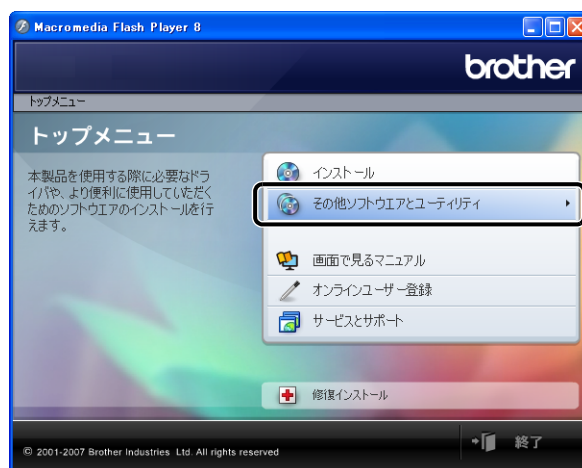 Macromedia Flash Player 8
brother
トップメニュー
トップメニュー
本製品を使用する際に必要なドラ
イバや、より便利に使用していただく
ためのソフトウエアのインストールを行
えます。
インストール
その他ソフトウエアとユーティリティ
画面で見るマニュアル
オンラインユーザー登録
サービスとサポート
修復インストール
© 2001-2007 Brother Industries Ltd. All rights reserved
終了